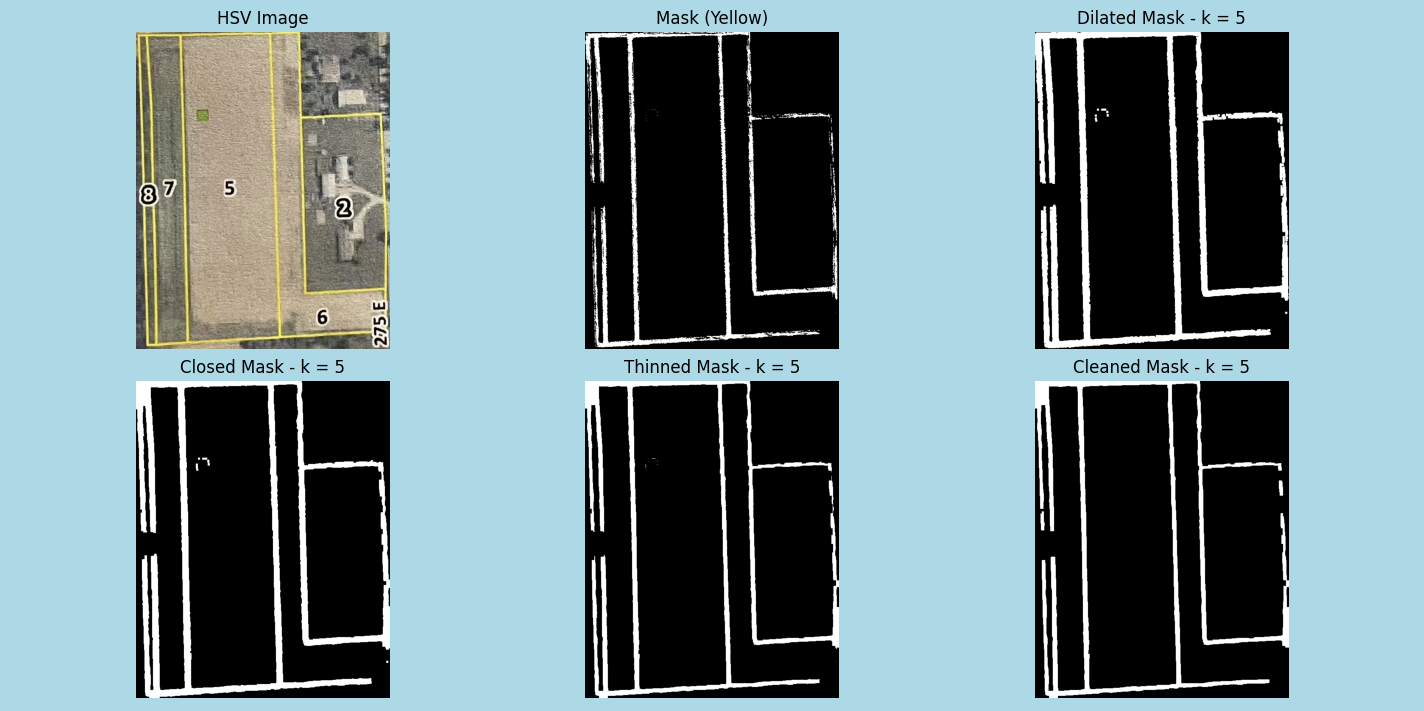 HSV Image
Mask (Yellow)
Dilated Mask - k = 5
8
7
5
2
6
275 E
Closed Mask - k = 5
Thinned Mask - k = 5
Cleaned Mask - k = 5